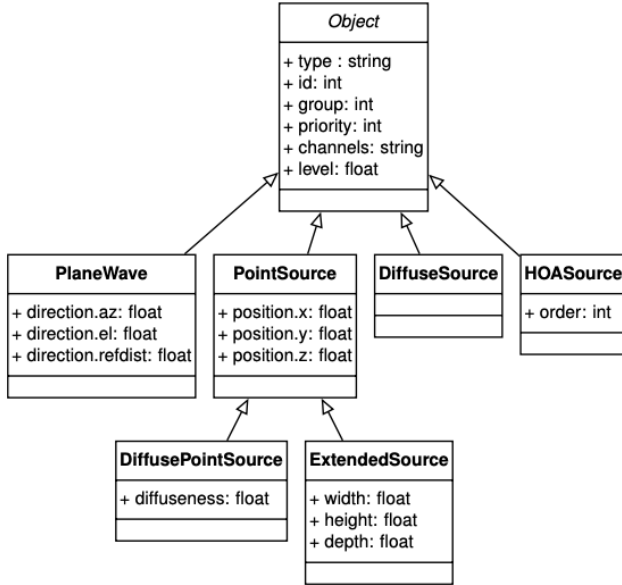 Object
+ type : string
+ id: int
+ group: int
+ priority: int
+ channels: string
+ level: float
PlaneWave
+ direction.az: float
+ direction.el: float
+ direction.refdist: float
PointSource
+ position.x: float
+ position.y: float
+ position.z: float
DiffuseSource
HOASource
+ order: int
DiffusePointSource
+ diffuseness: float
ExtendedSource
+ width: float
+ height: float
+ depth: float